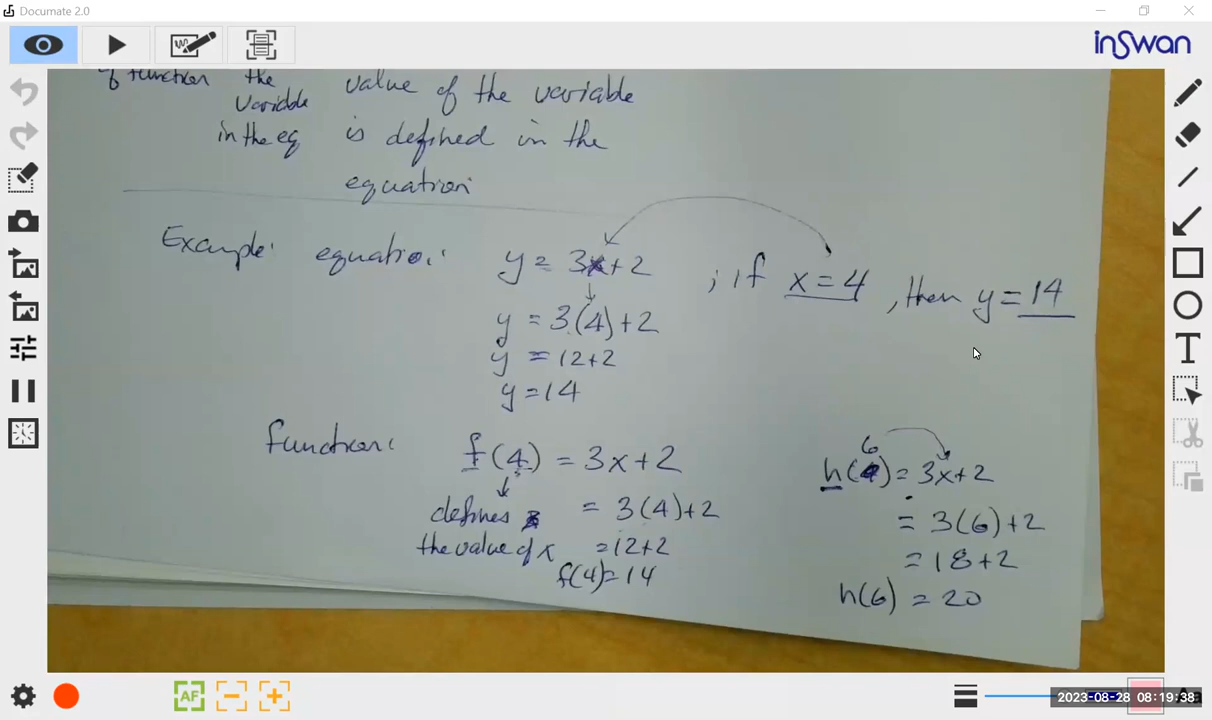 Documate 2.0
inswan
of function the value of the variable
variable
in the eq is defined in the
equation
Example: equation: y = 3x+2 ; if x = 4 , then y = 14
y = 3(4)+2
y = 12+2
y = 14
function: f(4) = 3x+2
defines = 3(4)+2
the value of x = 12+2
f(4) = 14
6
h( ) = 3x+2
= 3(6)+2
= 18+2
h(6) = 20
T
AF
2023-08-28 08:19:38